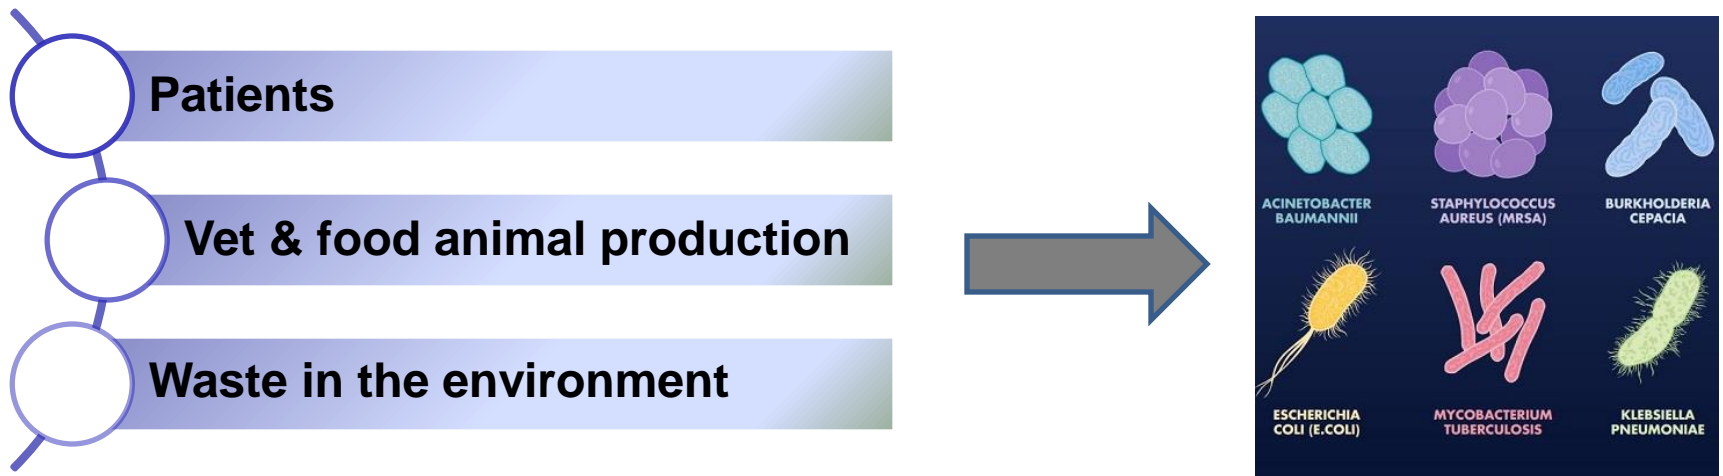 Patients
Vet & food animal production
Waste in the environment
ACINETOBACTER
BAUMANNII
STAPHYLOCOCCUS
AUREUS (MRSA)
BURKHOLDERIA
CEPACIA
ESCHERICHIA
COLI (E.COLI)
MYCOBACTERIUM
TUBERCULOSIS
KLEBSIELLA
PNEUMONIAE